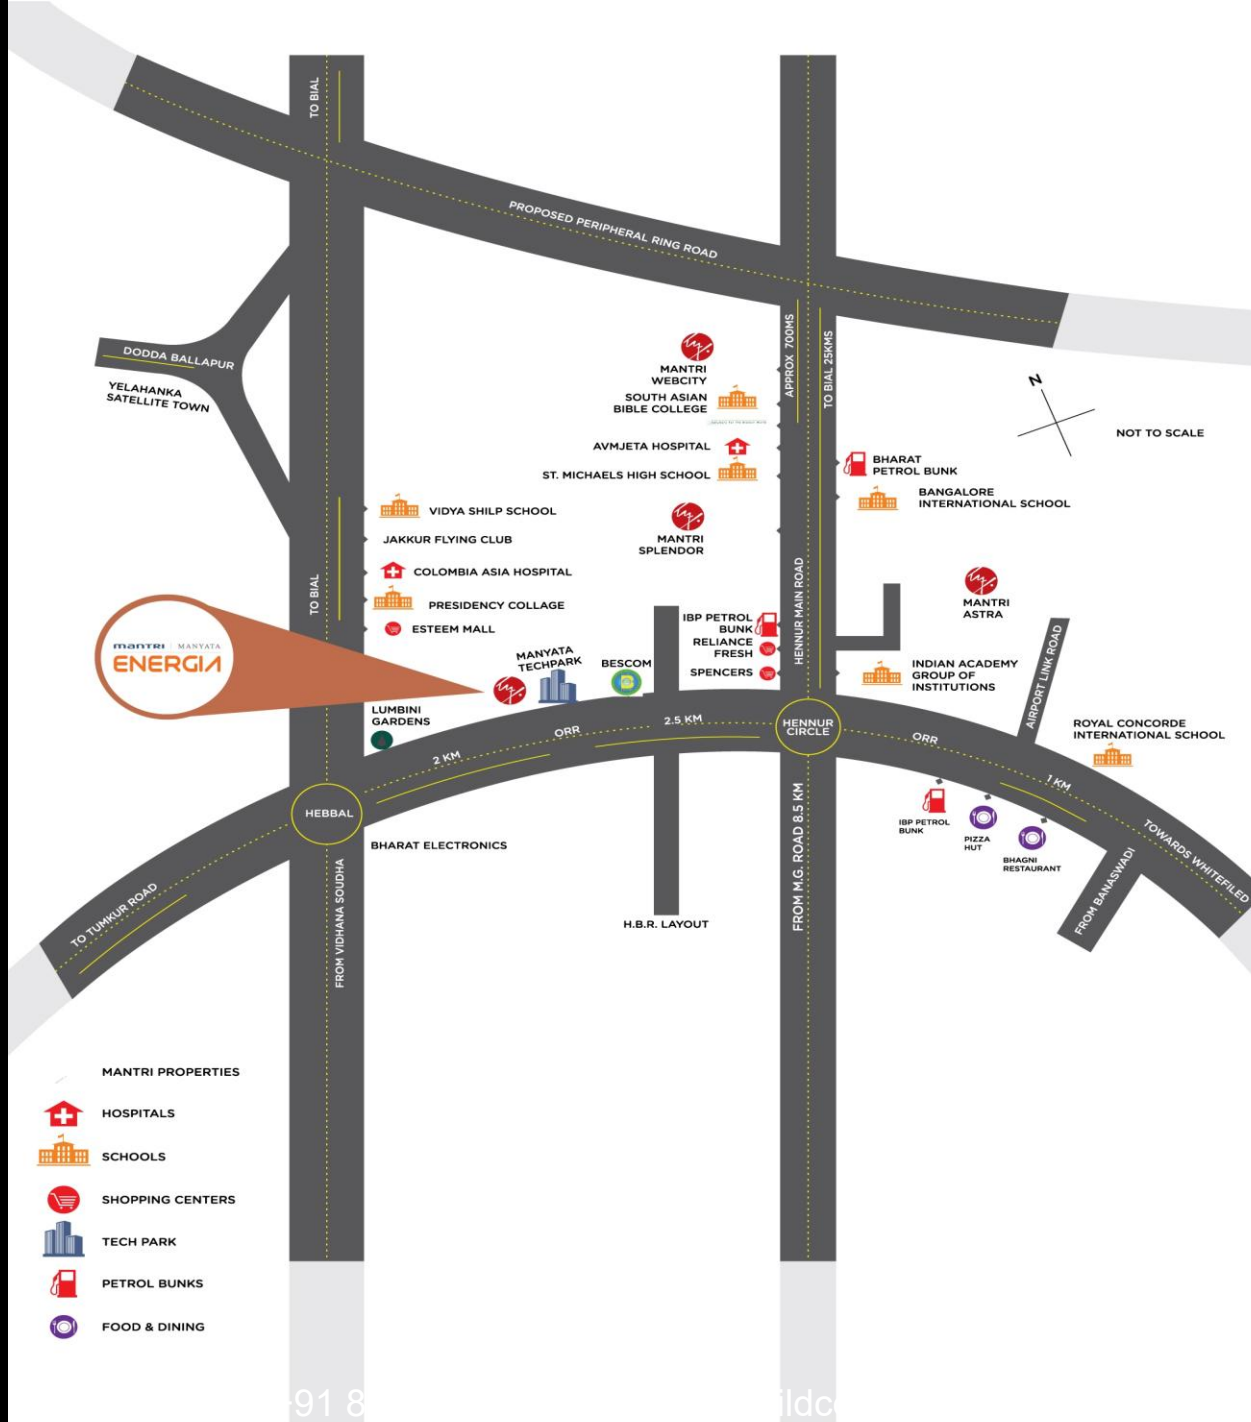 TO BIAL
PROPOSED PERIPHERAL RING ROAD
DODDA BALLAPUR
YELAHANKA
SATELLITE TOWN
APPROX 700MS
TO BIAL 25KMS
MANTRI
WEBCITY
SOUTH ASIAN
BIBLE COLLEGE
AVMJETA HOSPITAL
ST. MICHAELS HIGH SCHOOL
N
NOT TO SCALE
BHARAT
PETROL BUNK
BANGALORE
INTERNATIONAL SCHOOL
VIDYA SHILP SCHOOL
JAKKUR FLYING CLUB
COLOMBIA ASIA HOSPITAL
PRESIDENCY COLLAGE
ESTEEM MALL
TO BIAL
MANTRI
SPLENDOR
HENNUR MAIN ROAD
MANTRI
ASTRA
IBP PETROL
BUNK
RELIANCE
FRESH
SPENCERS
mantri MANYATA
ENERGIA
MANYATA
TECHPARK
BESCOM
INDIAN ACADEMY
GROUP OF
INSTITUTIONS
AIRPORT LINK ROAD
LUMBINI
GARDENS
ROYAL CONCORDE
INTERNATIONAL SCHOOL
2 KM
ORR
2.5 KM
HENNUR
CIRCLE
ORR
1 KM
TOWARDS WHITEFILED
HEBBAL
IBP PETROL
BUNK
PIZZA
HUT
BHAGNI
RESTAURANT
BHARAT ELECTRONICS
TO TUMKUR ROAD
FROM VIDHANA SOUDHA
FROM M.G. ROAD 8.5 KM
FROM BANASWADI
H.B.R. LAYOUT
MANTRI PROPERTIES
HOSPITALS
SCHOOLS
SHOPPING CENTERS
TECH PARK
PETROL BUNKS
FOOD & DINING